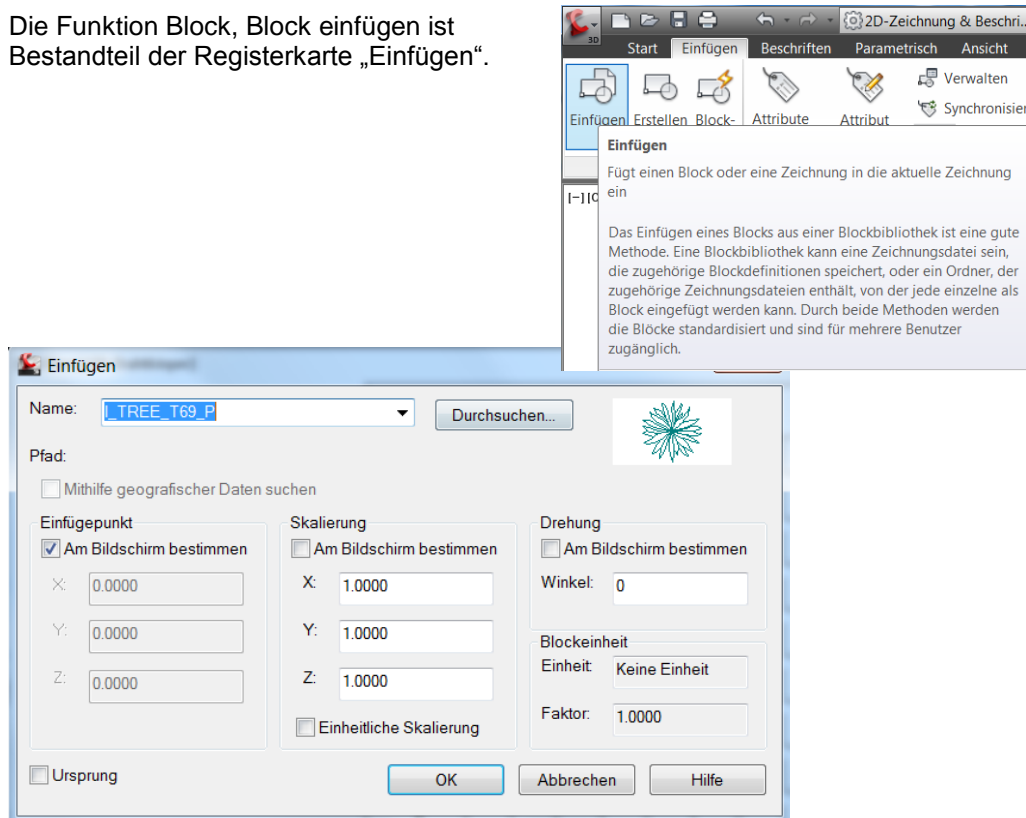 Die Funktion Block, Block einfügen ist
Bestandteil der Registerkarte „Einfügen“.
3D
2D-Zeichnung & Beschri...
Start Einfügen Beschriften Parametrisch Ansicht
Verwalten
Synchronisier
Einfügen Erstellen Block- Attribute Attribut
Einfügen
Fügt einen Block oder eine Zeichnung in die aktuelle Zeichnung
ein
Das Einfügen eines Blocks aus einer Blockbibliothek ist eine gute
Methode. Eine Blockbibliothek kann eine Zeichnungsdatei sein,
die zugehörige Blockdefinitionen speichert, oder ein Ordner, der
zugehörige Zeichnungsdateien enthält, von der jede einzelne als
Block eingefügt werden kann. Durch beide Methoden werden
die Blöcke standardisiert und sind für mehrere Benutzer
zugänglich.
Einfügen
Name: I_TREE_T69_P Durchsuchen...
Pfad:
Mithilfe geografischer Daten suchen
Einfügepunkt Skalierung Drehung
Am Bildschirm bestimmen Am Bildschirm bestimmen Am Bildschirm bestimmen
X: 0.0000 X: 1.0000 Winkel: 0
Y: 0.0000 Y: 1.0000
Blockeinheit
Einheit: Keine Einheit
Z: 0.0000 Z: 1.0000
Faktor: 1.0000
Einheitliche Skalierung
Ursprung OK Abbrechen Hilfe